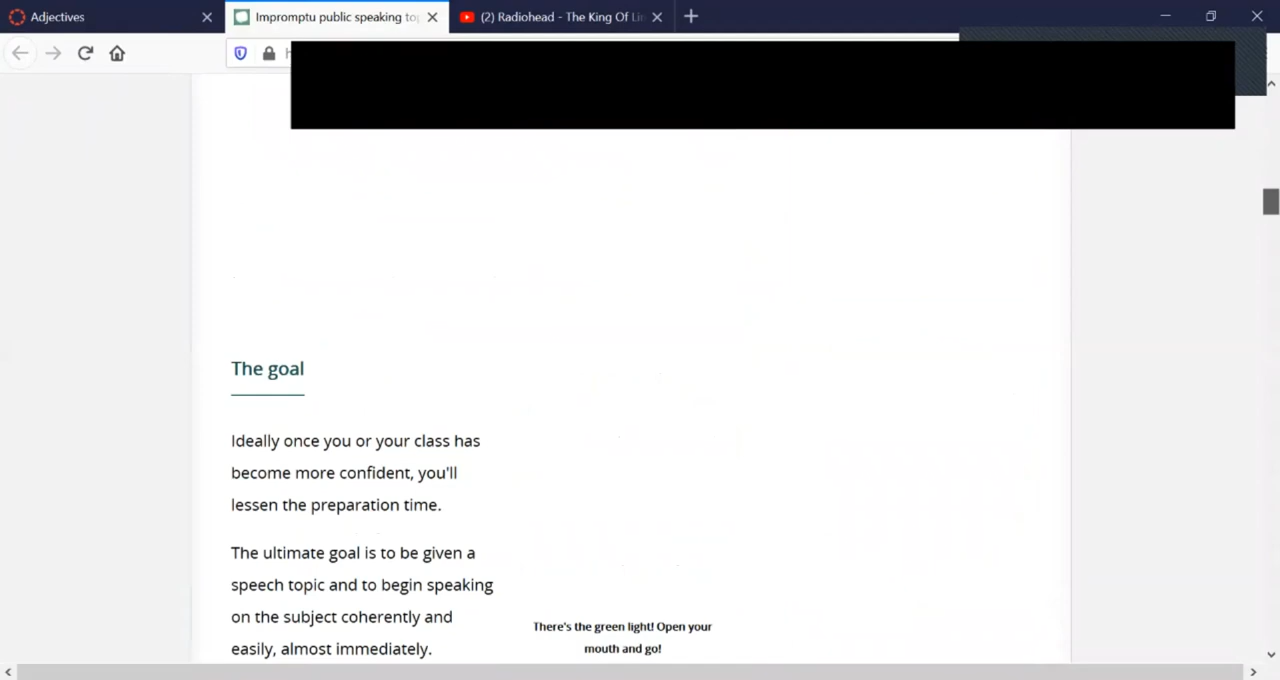 Adjectives
Impromptu public speaking to
(2) Radiohead - The King Of Li
The goal
Ideally once you or your class has
become more confident, you'll
lessen the preparation time.
The ultimate goal is to be given a
speech topic and to begin speaking
on the subject coherently and
easily, almost immediately.
There's the green light! Open your
mouth and go!